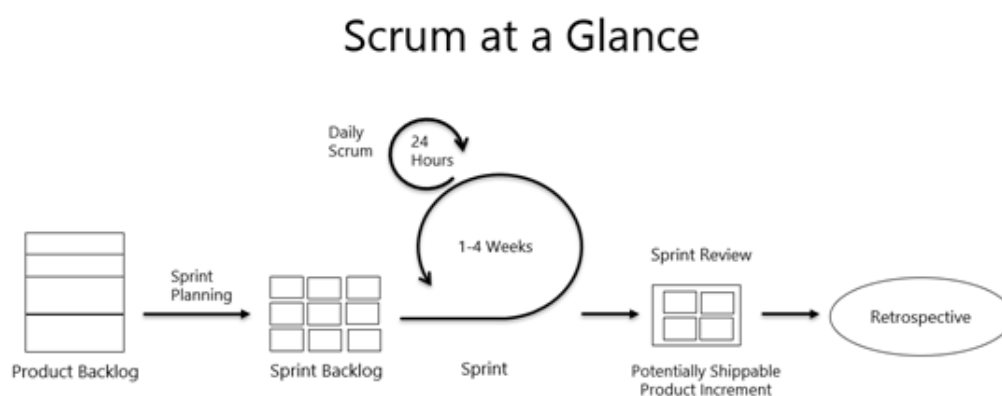 Scrum at a Glance
Daily
Scrum
24
Hours
1-4 Weeks
Sprint
Planning
Sprint Review
Retrospective
Product Backlog
Sprint Backlog
Sprint
Potentially Shippable
Product Increment